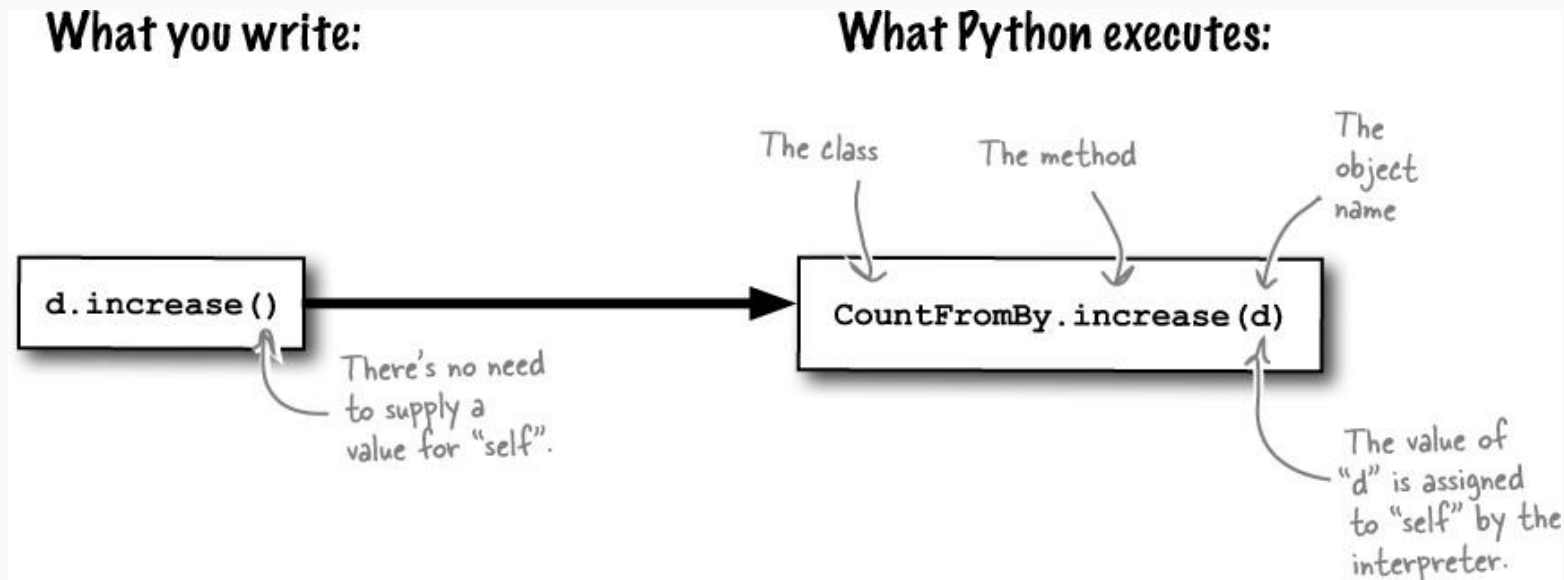 What you write:
What Python executes:
The class
The method
The
object
name
d.increase()
CountFromBy.increase(d)
There's no need
to supply a
value for “self”.
The value of
“d” is assigned
to “self” by the
interpreter.